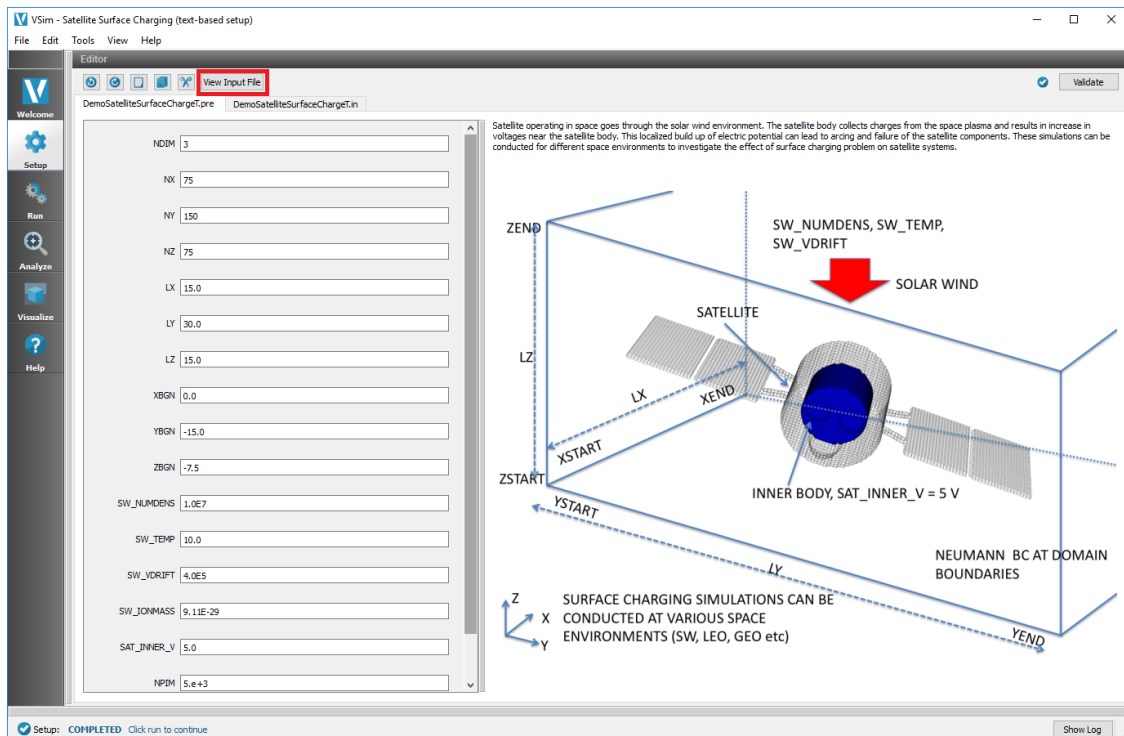 VSim - Satellite Surface Charging (text-based setup)
File Edit Tools View Help
Editor
View Input File
Validate
DemoSatelliteSurfaceChargeT.pre
DemoSatelliteSurfaceChargeT.in
Welcome
Setup
Run
Analyze
Visualize
Help
NDIM 3
NX 75
NY 150
NZ 75
LX 15.0
LY 30.0
LZ 15.0
XBGN 0.0
YBGN -15.0
ZBGN -7.5
SW_NUMDENS 1.0E7
SW_TEMP 10.0
SW_VDRIFT 4.0E5
SW_IONMASS 9.11E-29
SAT_INNER_V 5.0
NPIM 5.e+3
Satellite operating in space goes through the solar wind environment. The satellite body collects charges from the space plasma and results in increase in
voltages near the satellite body. This localized build up of electric potential can lead to arcing and failure of the satellite components. These simulations can be
conducted for different space environments to investigate the effect of surface charging problem on satellite systems.
ZEND
SW_NUMDENS, SW_TEMP,
SW_VDRIFT
SOLAR WIND
SATELLITE
LZ
LX
XEND
XSTART
ZSTART
YSTART
INNER BODY, SAT_INNER_V = 5 V
LY
NEUMANN BC AT DOMAIN
BOUNDARIES
Z
X
Y
SURFACE CHARGING SIMULATIONS CAN BE
CONDUCTED AT VARIOUS SPACE
ENVIRONMENTS (SW, LEO, GEO etc)
YEND
Setup: COMPLETED Click run to continue
Show Log